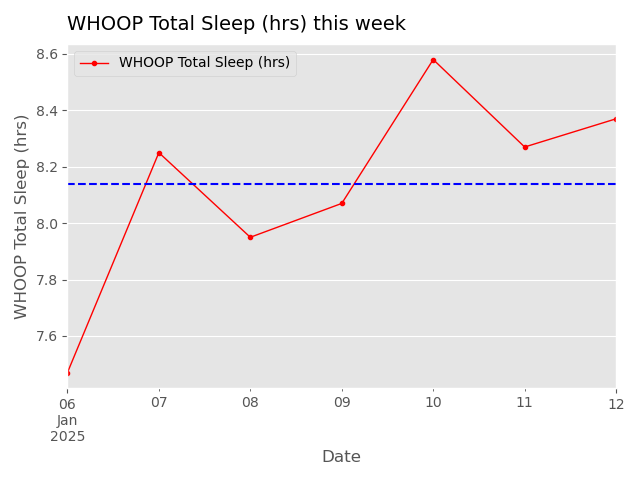 WHOOP Total Sleep (hrs) this week
WHOOP Total Sleep (hrs)
WHOOP Total Sleep (hrs)
8.6
8.4
8.2
8.0
7.8
7.6
06 07 08 09 10 11 12
Jan
2025
Date